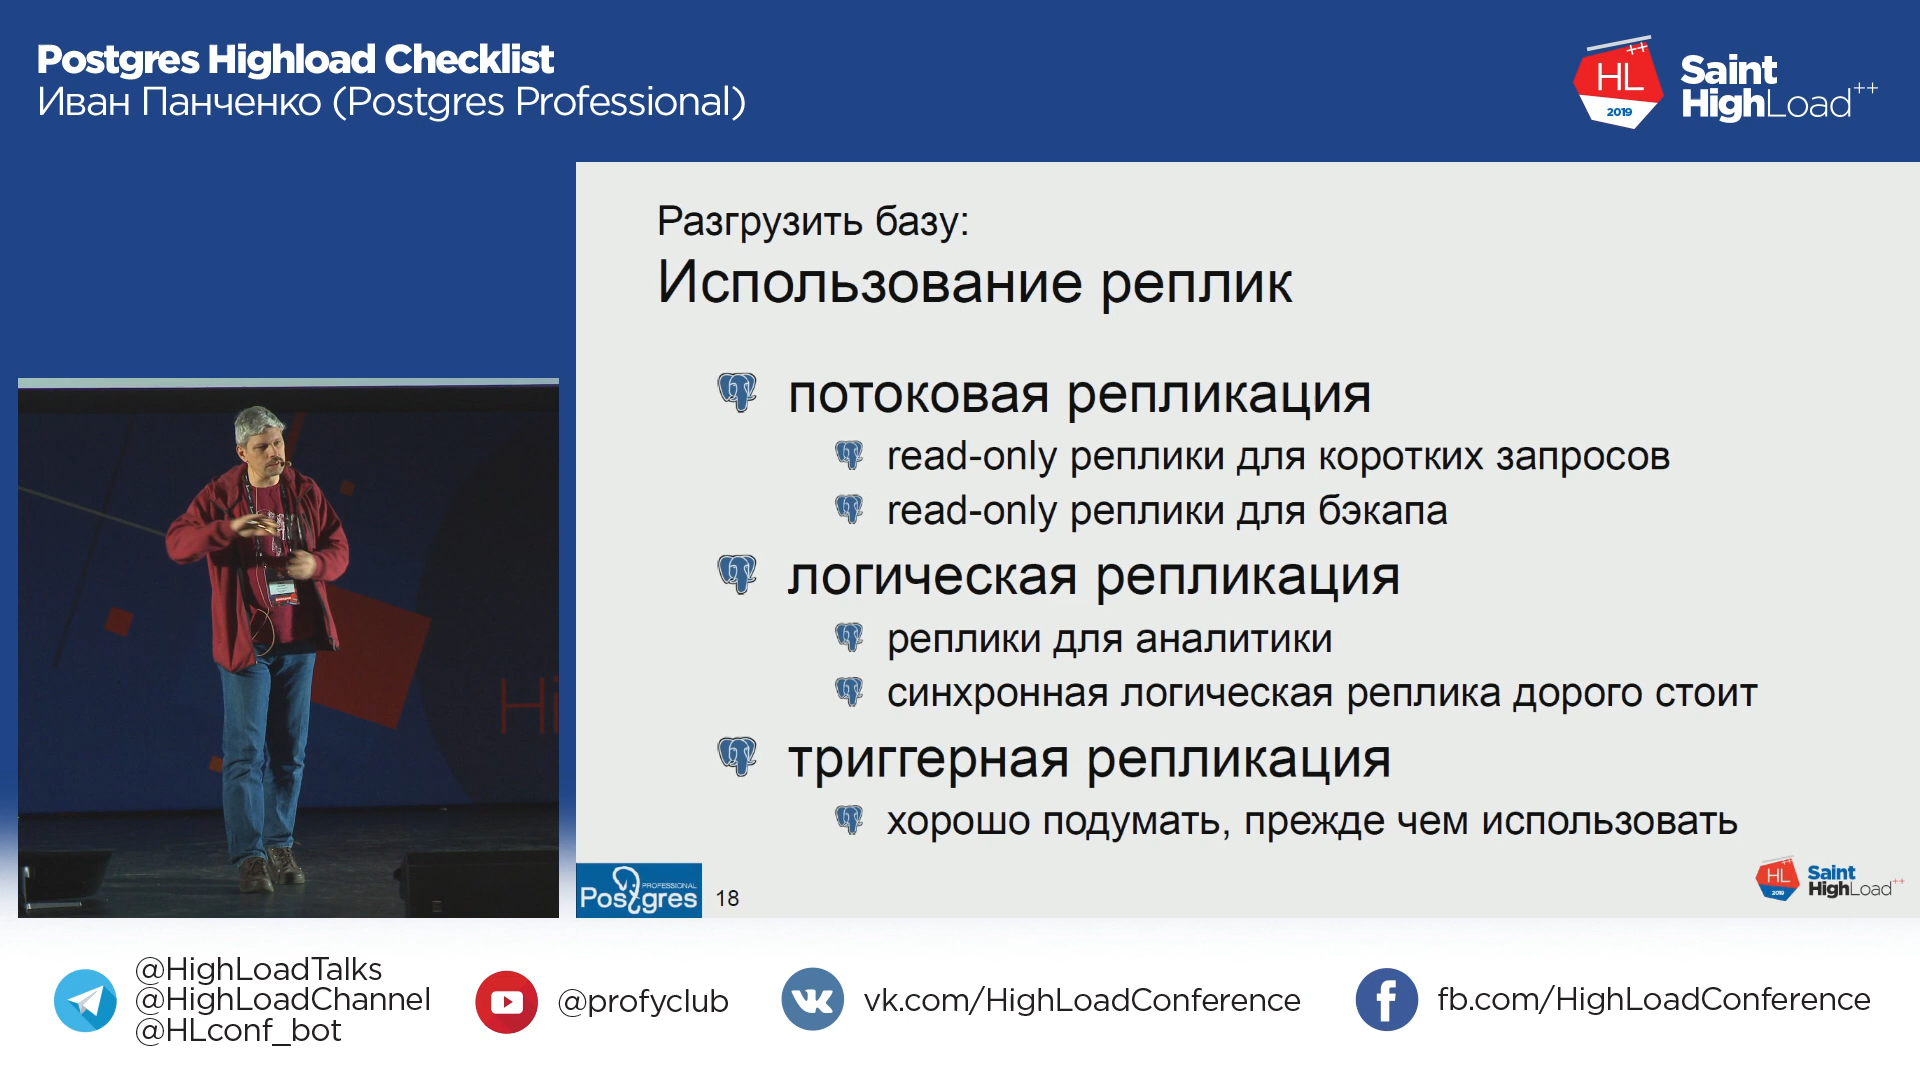 Postgres Highload Checklist
Иван Панченко (Postgres Professional)
HL++
2019
Saint
HighLoad++
Разгрузить базу:
Использование реплик
потоковая репликация
read-only реплики для коротких запросов
read-only реплики для бэкапа
логическая репликация
реплики для аналитики
синхронная логическая реплика дорого стоит
триггерная репликация
хорошо подумать, прежде чем использовать
Hi
PROFESSIONAL
Postgres
18
HL++
2019
Saint
HighLoad++
@HighLoadTalks
@HighLoadChannel
@HLconf_bot
@profyclub
vk.com/HighLoadConference
fb.com/HighLoadConference